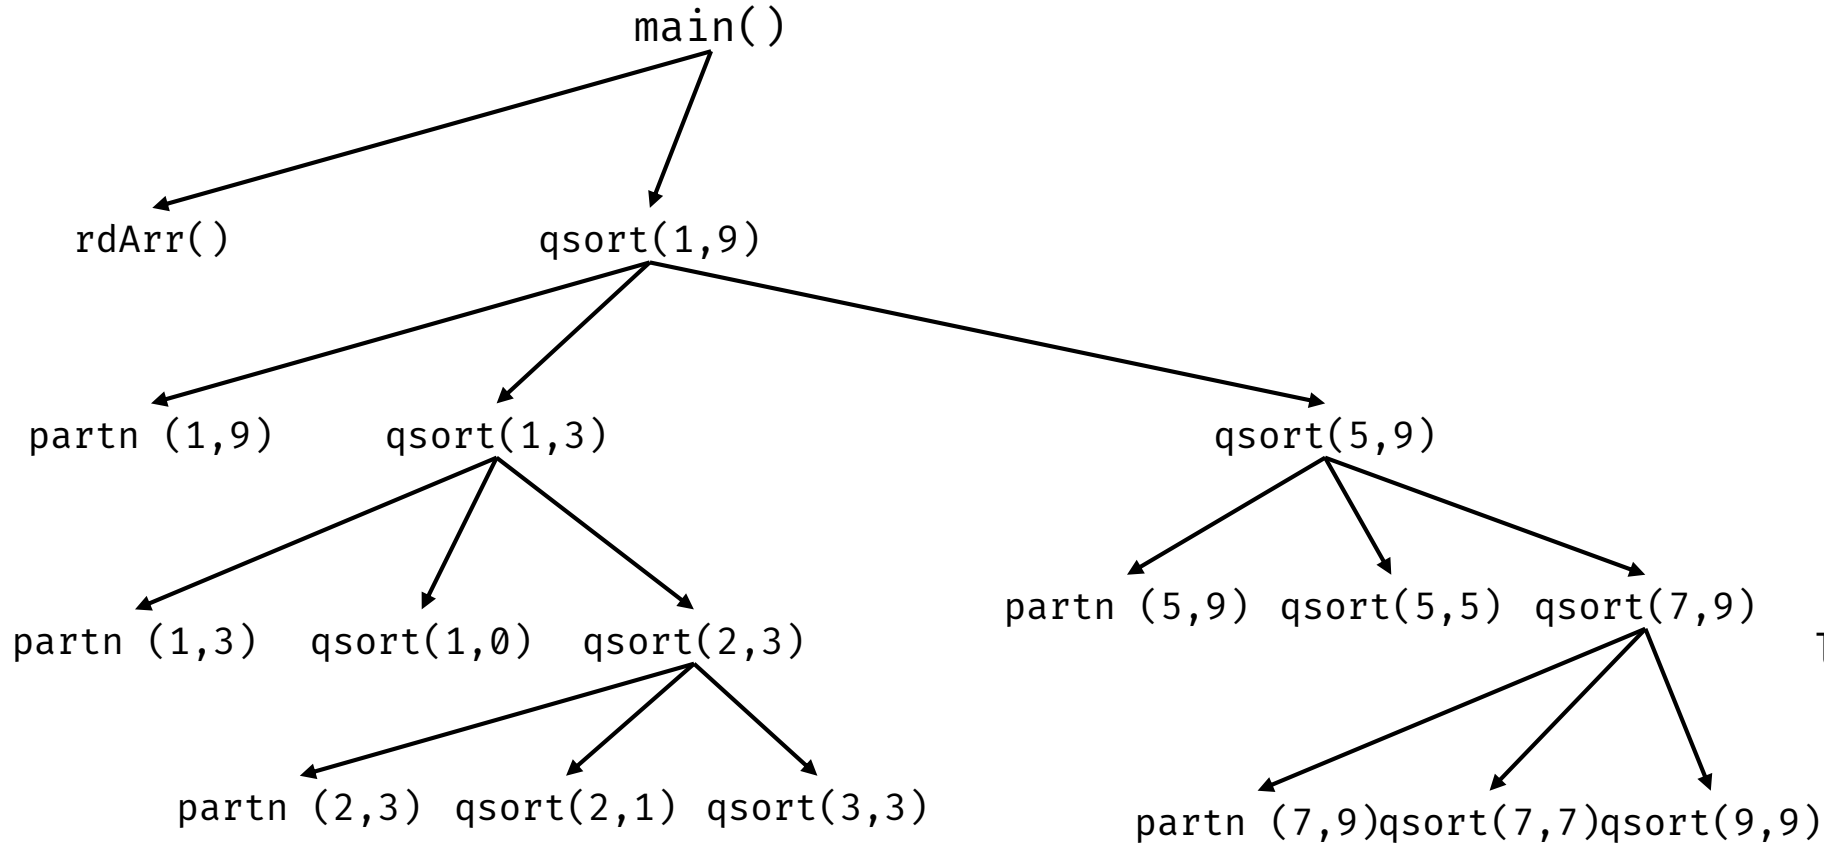 main()
rdArr() qsort(1,9)
partn (1,9) qsort(1,3) qsort(5,9)
partn (5,9) qsort(5,5) qsort(7,9)
partn (1,3) qsort(1,0) qsort(2,3)
partn (2,3) qsort(2,1) qsort(3,3)
partn (7,9)qsort(7,7)qsort(9,9)